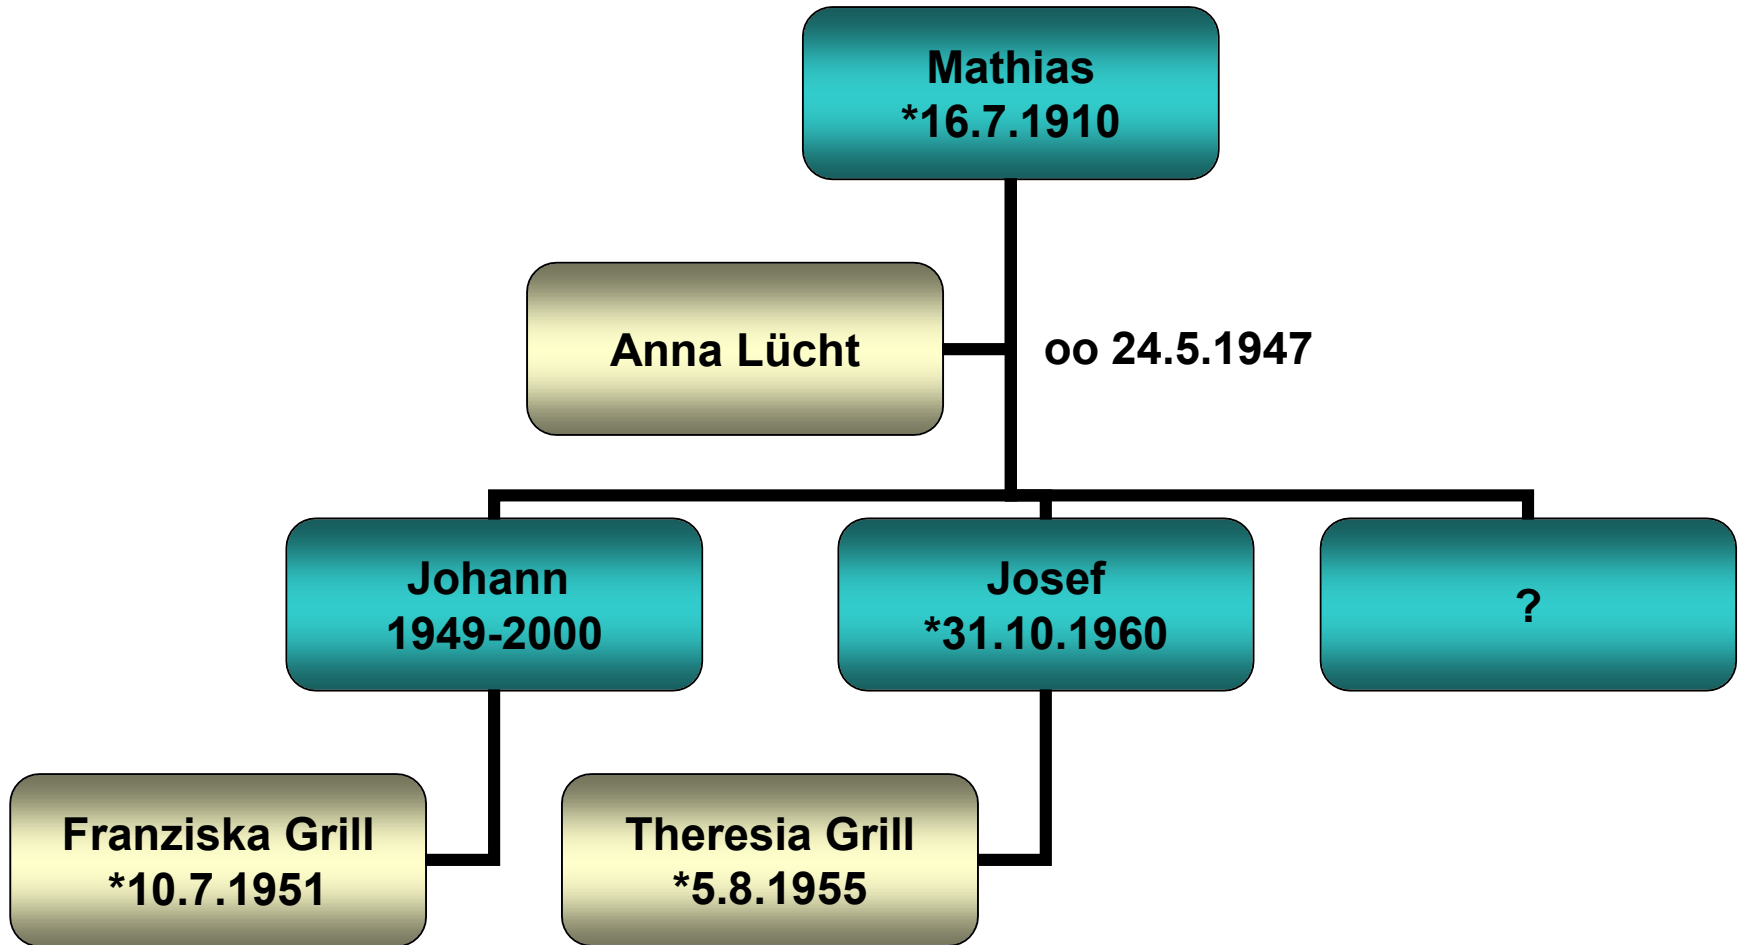 Mathias
*16.7.1910
Anna Lücht
oo 24.5.1947
Johann
1949-2000
Josef
*31.10.1960
?
Franziska Grill
*10.7.1951
Theresia Grill
*5.8.1955